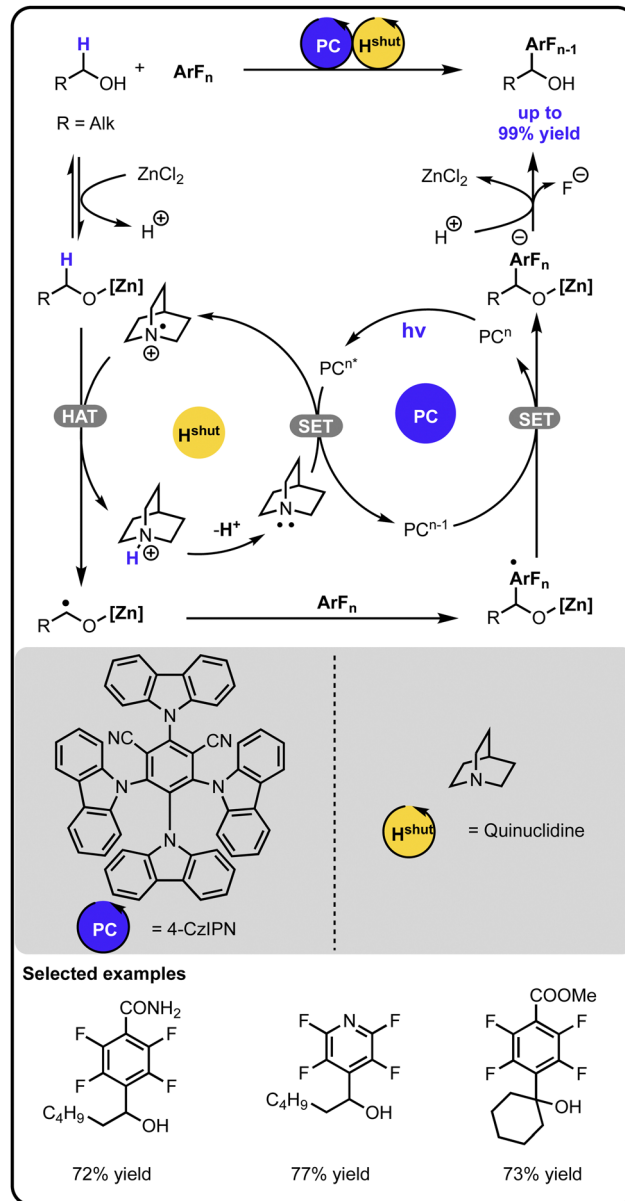 H
R OH + ArFₙ PC Hˢʰᵘᵗ ArFₙ₋₁
R OH
R = Alk
up to
99% yield
ZnCl₂
H⊕
ZnCl₂ F⊖
H⊕
H
R O [Zn]
⊖
ArFₙ
R O [Zn]
N•
⊕
hν
PCⁿ
PCⁿ*
HAT
Hˢʰᵘᵗ
SET
PC
SET
N
H ⊕
-H⁺
N
••
PCⁿ⁻¹
•
R O [Zn]
ArFₙ
•
ArFₙ
R O [Zn]
N
NC CN
N N
N
PC = 4-CzIPN
N
Hˢʰᵘᵗ = Quinuclidine
Selected examples
CONH₂
F F
F F
C₄H₉
OH
72% yield
N
F F
F F
C₄H₉
OH
77% yield
COOMe
F F
F F
OH
73% yield